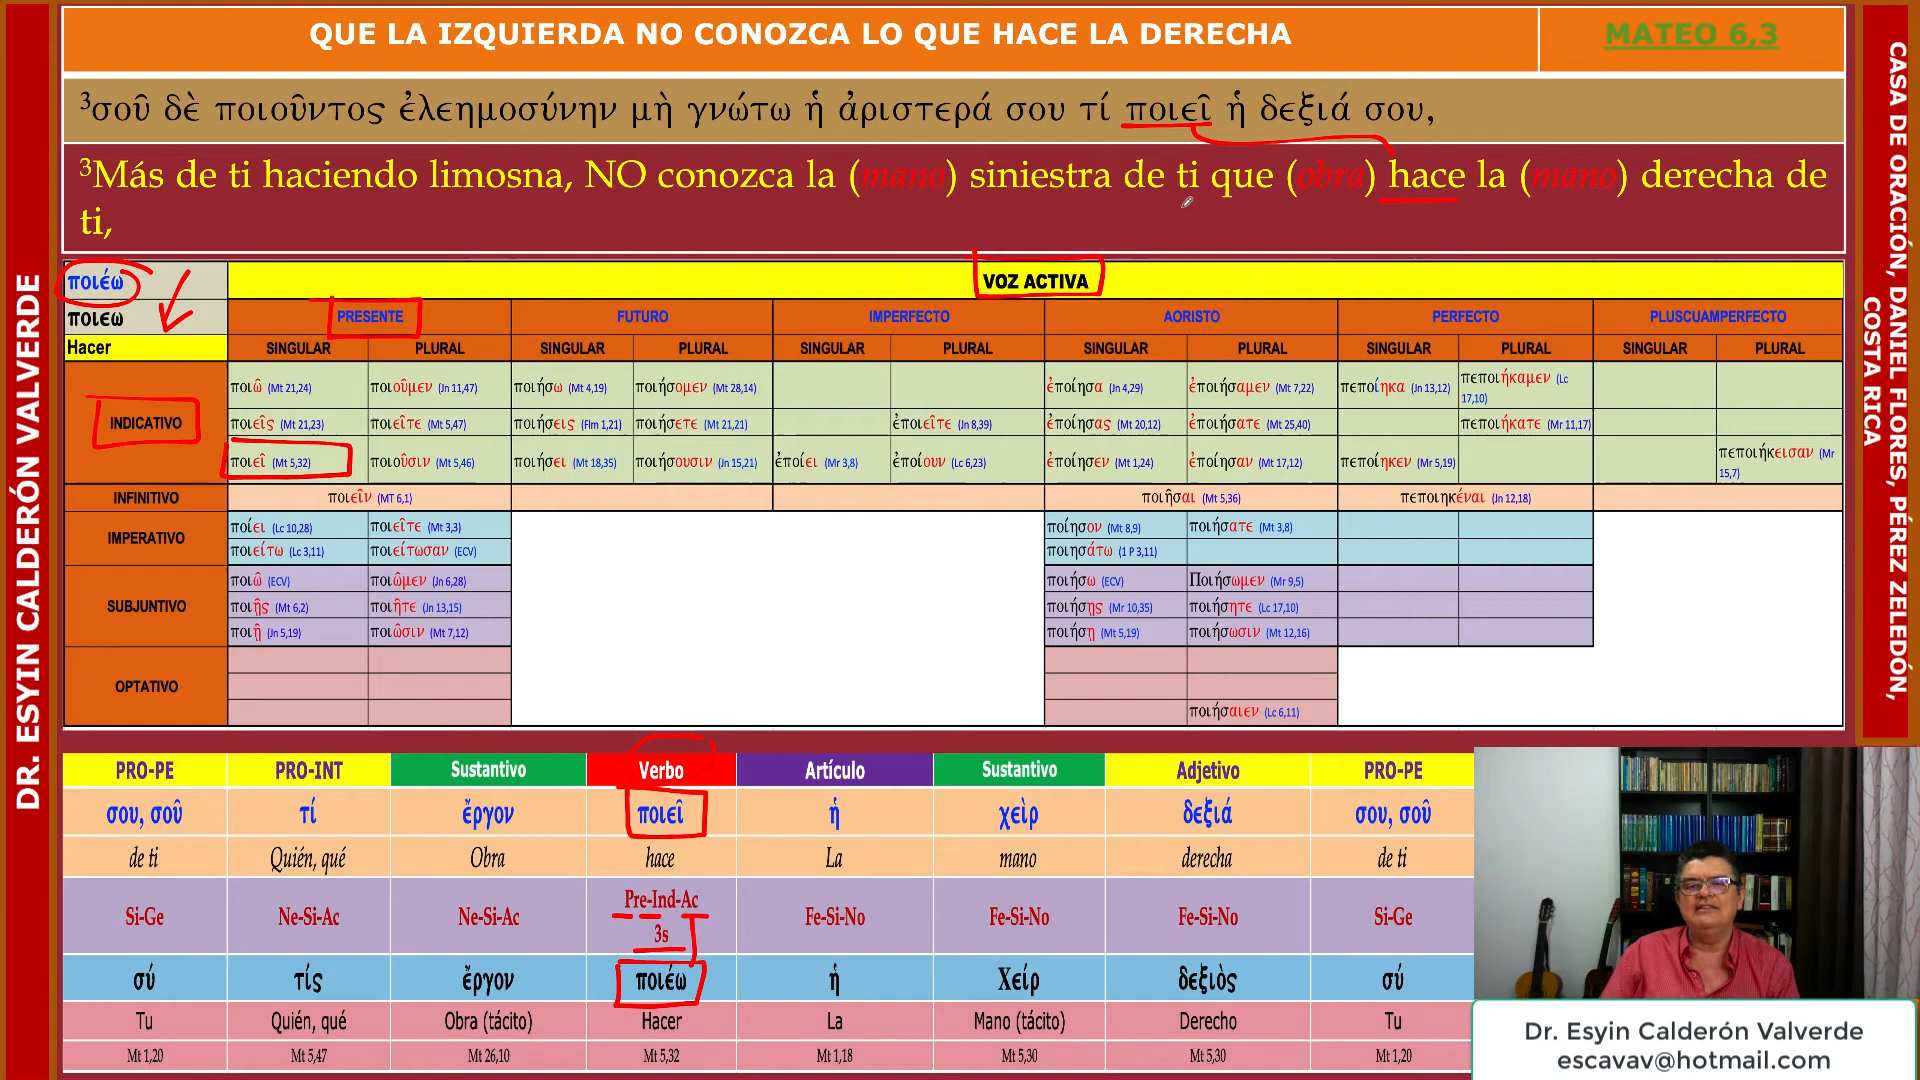 QUE LA IZQUIERDA NO CONOZCA LO QUE HACE LA DERECHA
MATEO 6,3
³σοῦ δὲ ποιοῦντος ἐλεημοσύνην μὴ γνώτω ἡ ἀριστερά σου τί ποιεῖ ἡ δεξιά σου,
³Más de ti haciendo limosna, NO conozca la (mano) siniestra de ti que (obra) hace la (mano) derecha de
ti,
ποιέω VOZ ACTIVA
ποιεω PRESENTE FUTURO IMPERFECTO AORISTO PERFECTO PLUSCUAMPERFECTO
Hacer SINGULAR PLURAL SINGULAR PLURAL SINGULAR PLURAL SINGULAR PLURAL SINGULAR PLURAL SINGULAR PLURAL
INDICATIVO
ποιῶ (Mt 21,24) ποιοῦμεν (Jn 11,47) ποιήσω (Mt 4,19) ποιήσομεν (Mt 28,14) ἐποίησα (Jn 4,29) ἐποιήσαμεν (Mt 7,22) πεποίηκα (Jn 13,12) πεποιήκαμεν (Lc 17,10)
ποιεῖς (Mt 21,23) ποιεῖτε (Mt 5,47) ποιήσεις (Flm 1,21) ποιήσετε (Mt 21,21) ἐποιεῖτε (Jn 8,39) ἐποίησας (Mt 20,12) ἐποιήσατε (Mt 25,40) πεποιήκατε (Mr 11,17)
ποιεῖ (Mt 5,32) ποιοῦσιν (Mt 5,46) ποιήσει (Mt 18,35) ποιήσουσιν (Jn 15,21) ἐποίει (Mr 3,8) ἐποίουν (Lc 6,23) ἐποίησεν (Mt 1,24) ἐποίησαν (Mt 17,12) πεποίηκεν (Mr 5,19) πεποιήκεισαν (Mr 15,7)
INFINITIVO ποιεῖν (MT 6,1) ποιῆσαι (Mt 5,36) πεποιηκέναι (Jn 12,18)
IMPERATIVO
ποίει (Lc 10,28) ποιεῖτε (Mt 3,3) ποίησον (Mt 8,9) ποιήσατε (Mt 3,8)
ποιείτω (Lc 3,11) ποιείτωσαν (ECV) ποιησάτω (1 P 3,11)
SUBJUNTIVO
ποιῶ (ECV) ποιῶμεν (Jn 6,28) ποιήσω (ECV) Ποιήσωμεν (Mr 9,5)
ποιῇς (Mt 6,2) ποιῆτε (Jn 13,15) ποιήσῃς (Mr 10,35) ποιήσητε (Lc 17,10)
ποιῇ (Jn 5,19) ποιῶσιν (Mt 7,12) ποιήσῃ (Mt 5,19) ποιήσωσιν (Mt 12,16)
OPTATIVO
ποιήσαιεν (Lc 6,11)
PRO-PE PRO-INT Sustantivo Verbo Artículo Sustantivo Adjetivo PRO-PE
σου, σοῦ τί ἔργον ποιεῖ ἡ χεὶρ δεξιά σου, σοῦ
de ti Quién, qué Obra hace La mano derecha de ti
Si-Ge Ne-Si-Ac Ne-Si-Ac Pre-Ind-Ac 3s Fe-Si-No Fe-Si-No Fe-Si-No Si-Ge
σύ τίς ἔργον ποιέω ἡ Χείρ δεξιὸς σύ
Tu Quién, qué Obra (tácito) Hacer La Mano (tácito) Derecho Tu
Mt 1,20 Mt 5,47 Mt 26,10 Mt 5,32 Mt 1,18 Mt 5,30 Mt 5,30 Mt 1,20
DR. ESYIN CALDERÓN VALVERDE
CASA DE ORACIÓN, DANIEL FLORES, PÉREZ ZELEDÓN,
COSTA RICA
Dr. Esyin Calderón Valverde
escavav@hotmail.com